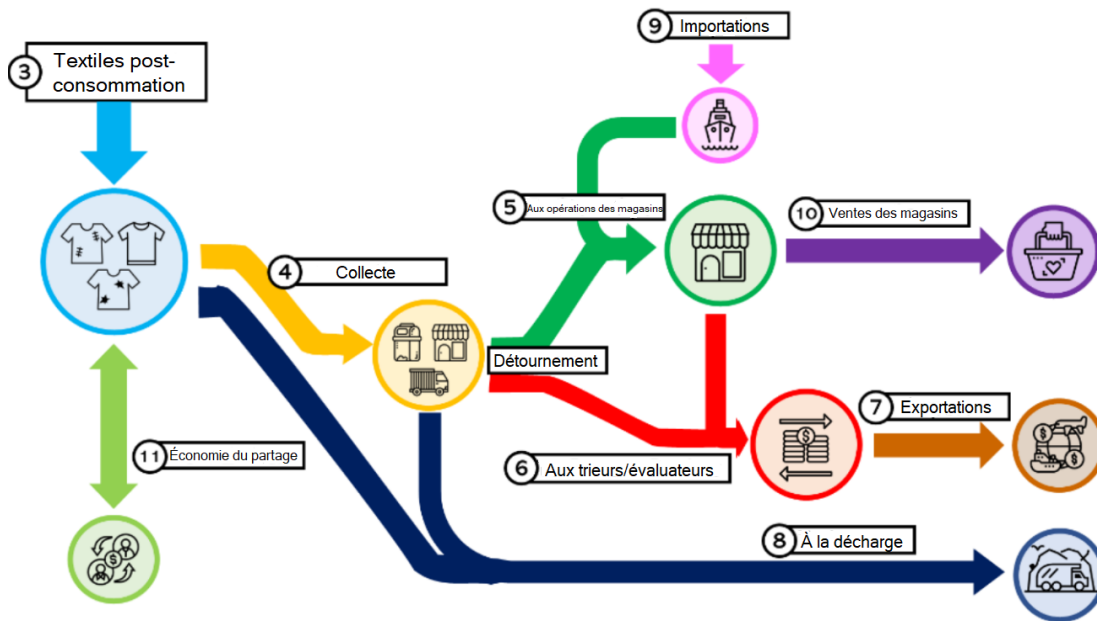 9 Importations
3 Textiles post-
consommation
5 Aux opérations des magasins
10 Ventes des magasins
4 Collecte
Détournement
7 Exportations
11 Économie du partage
6 Aux trieurs/évaluateurs
8 À la décharge